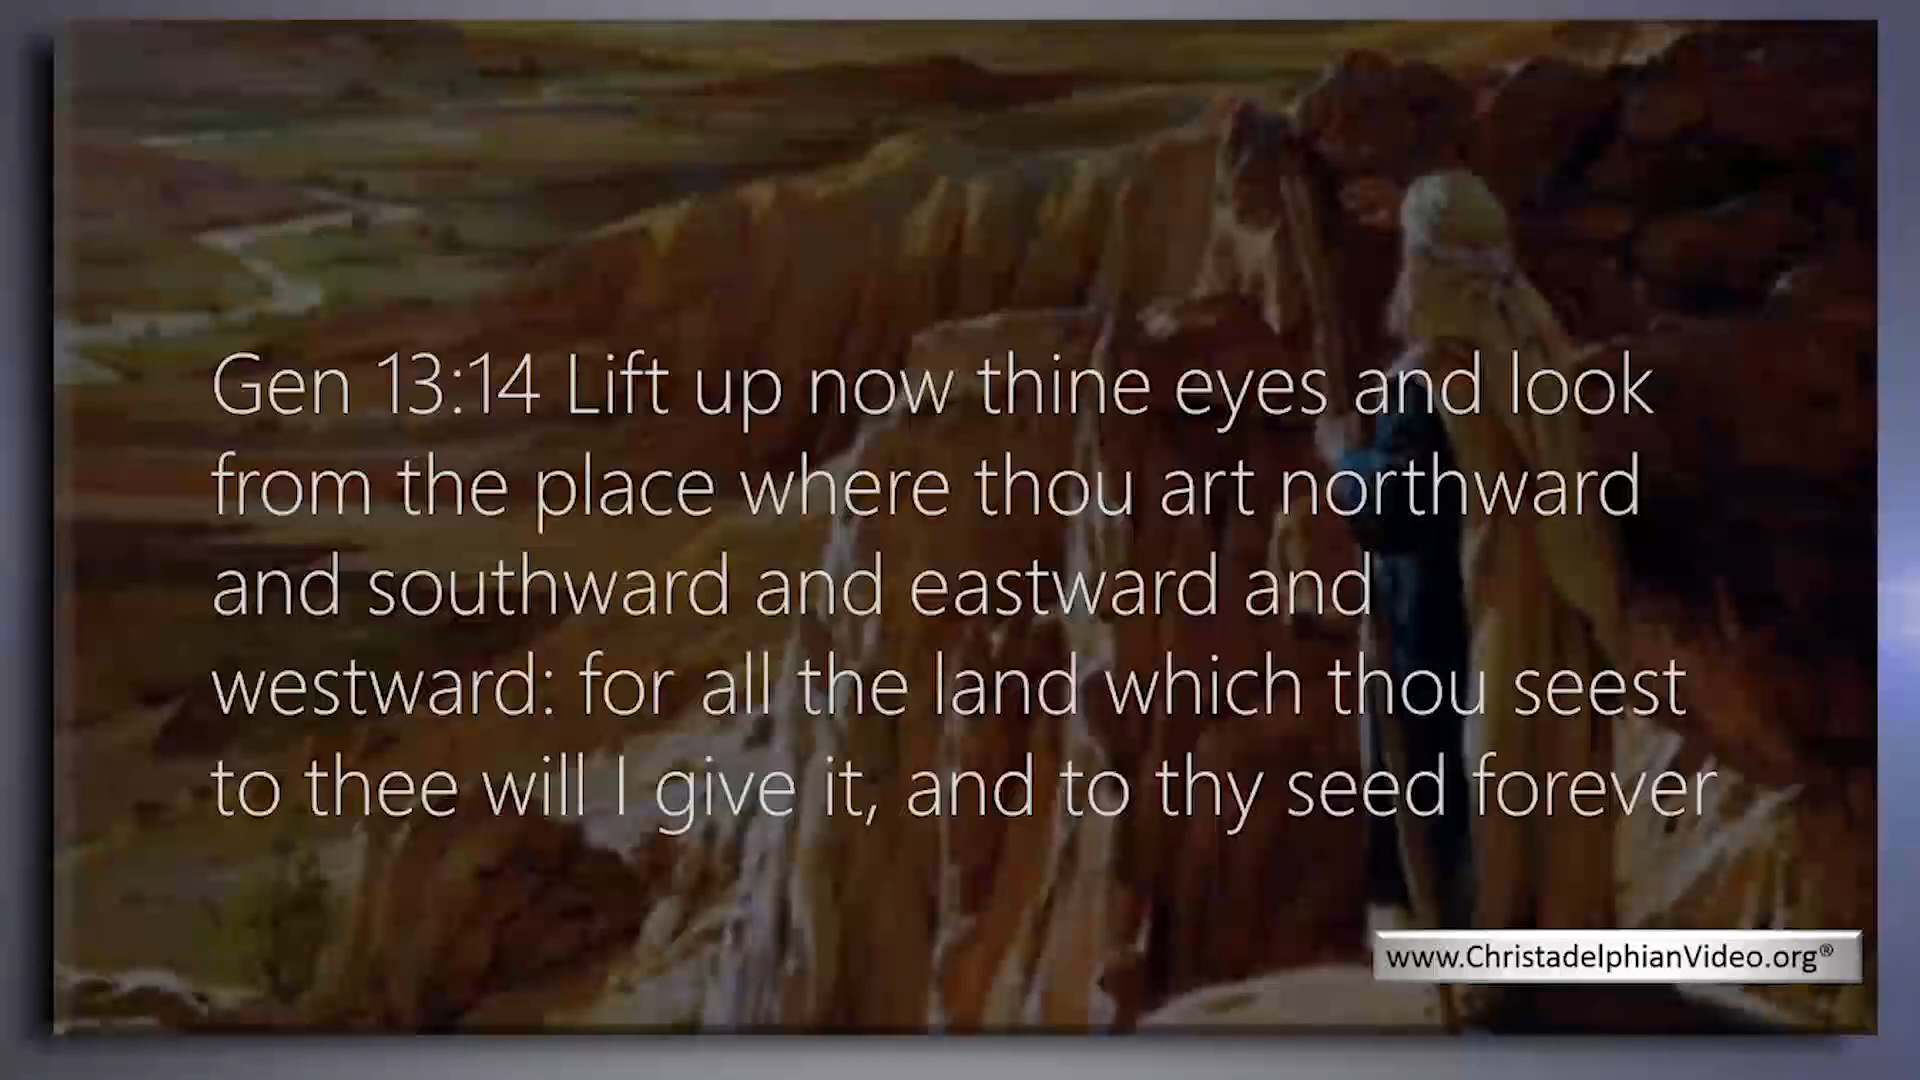 Gen 13:14 Lift up now thine eyes and look
from the place where thou art northward
and southward and eastward and
westward: for all the land which thou seest
to thee will I give it, and to thy seed forever
www.ChristadelphianVideo.org®